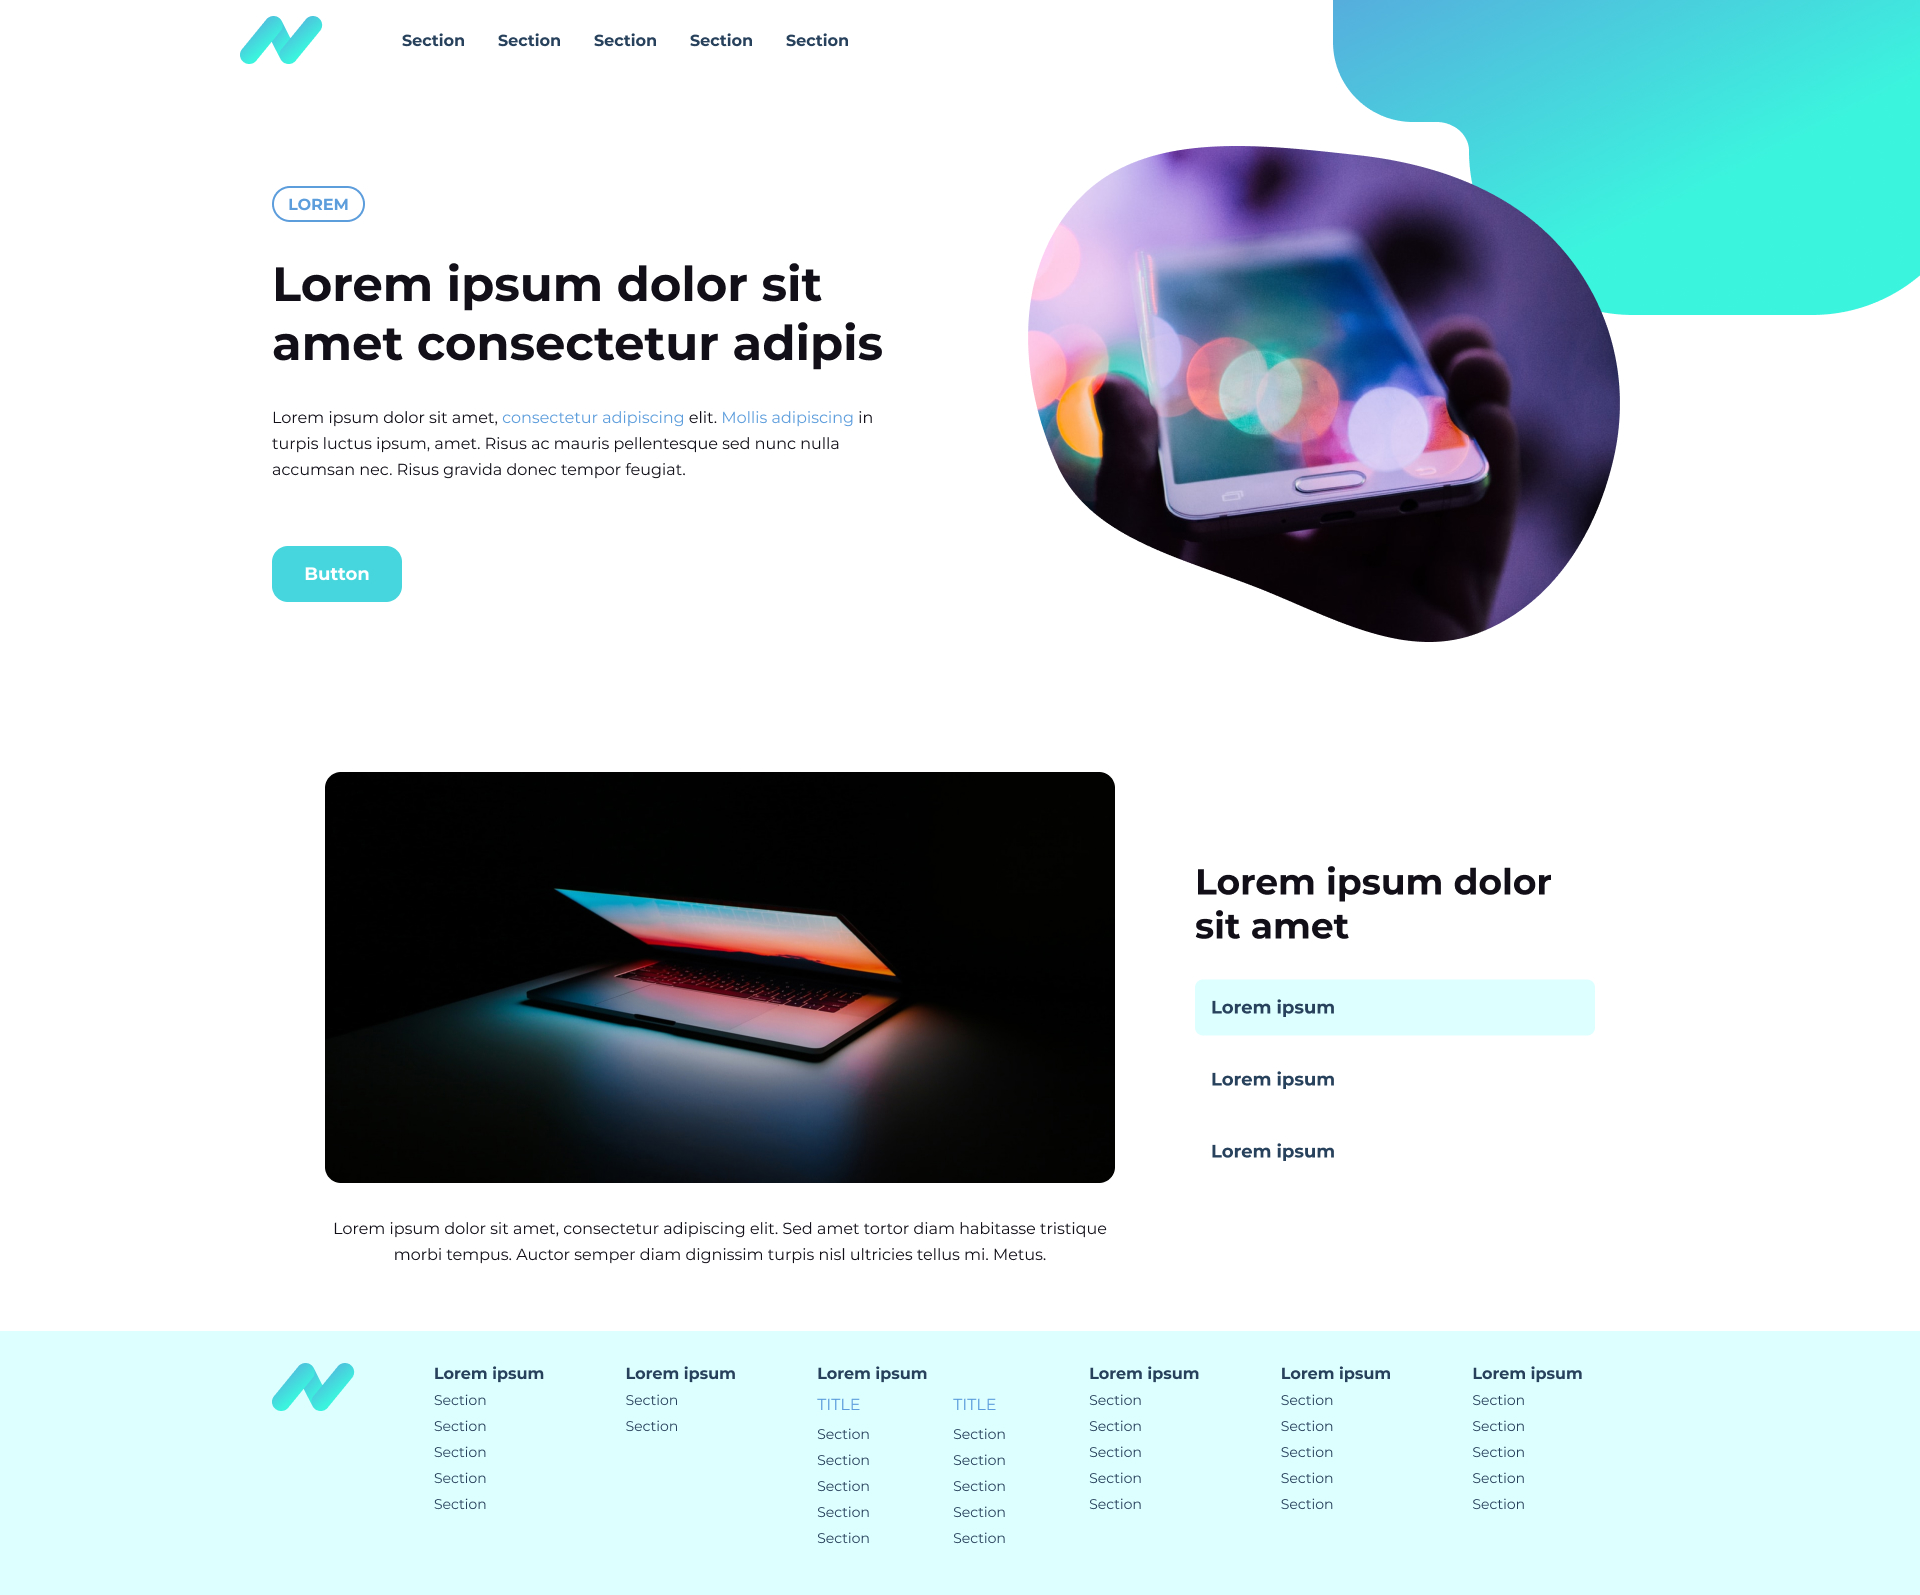 Section Section Section Section Section
LOREM
Lorem ipsum dolor sit
amet consectetur adipis
Lorem ipsum dolor sit amet, consectetur adipiscing elit. Mollis adipiscing in
turpis luctus ipsum, amet. Risus ac mauris pellentesque sed nunc nulla
accumsan nec. Risus gravida donec tempor feugiat.
Button
Lorem ipsum dolor
sit amet
Lorem ipsum
Lorem ipsum
Lorem ipsum
Lorem ipsum dolor sit amet, consectetur adipiscing elit. Sed amet tortor diam habitasse tristique
morbi tempus. Auctor semper diam dignissim turpis nisl ultricies tellus mi. Metus.
Lorem ipsum
Section
Section
Section
Section
Section
Lorem ipsum
Section
Section
Lorem ipsum
TITLE
Section
Section
Section
Section
Section
TITLE
Section
Section
Section
Section
Section
Lorem ipsum
Section
Section
Section
Section
Section
Lorem ipsum
Section
Section
Section
Section
Section
Lorem ipsum
Section
Section
Section
Section
Section